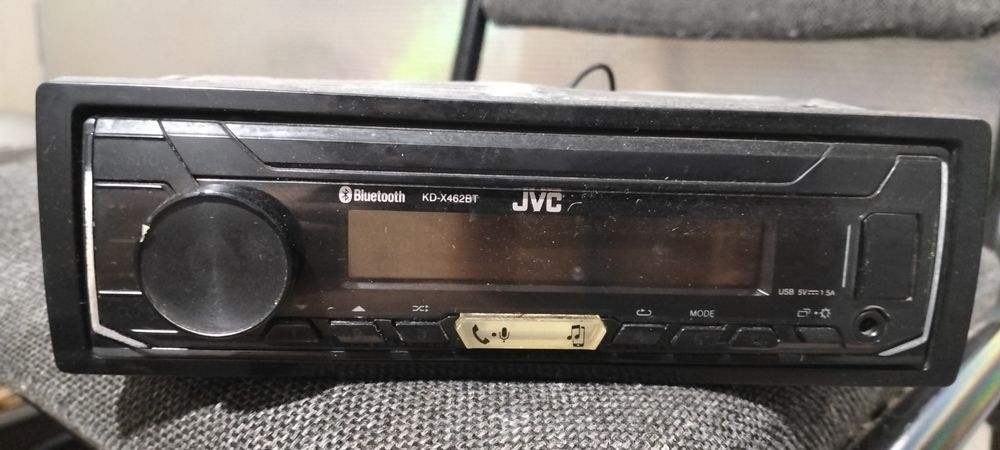 Bluetooth KD-X462BT JVC
USB 5V 1.5A
MODE